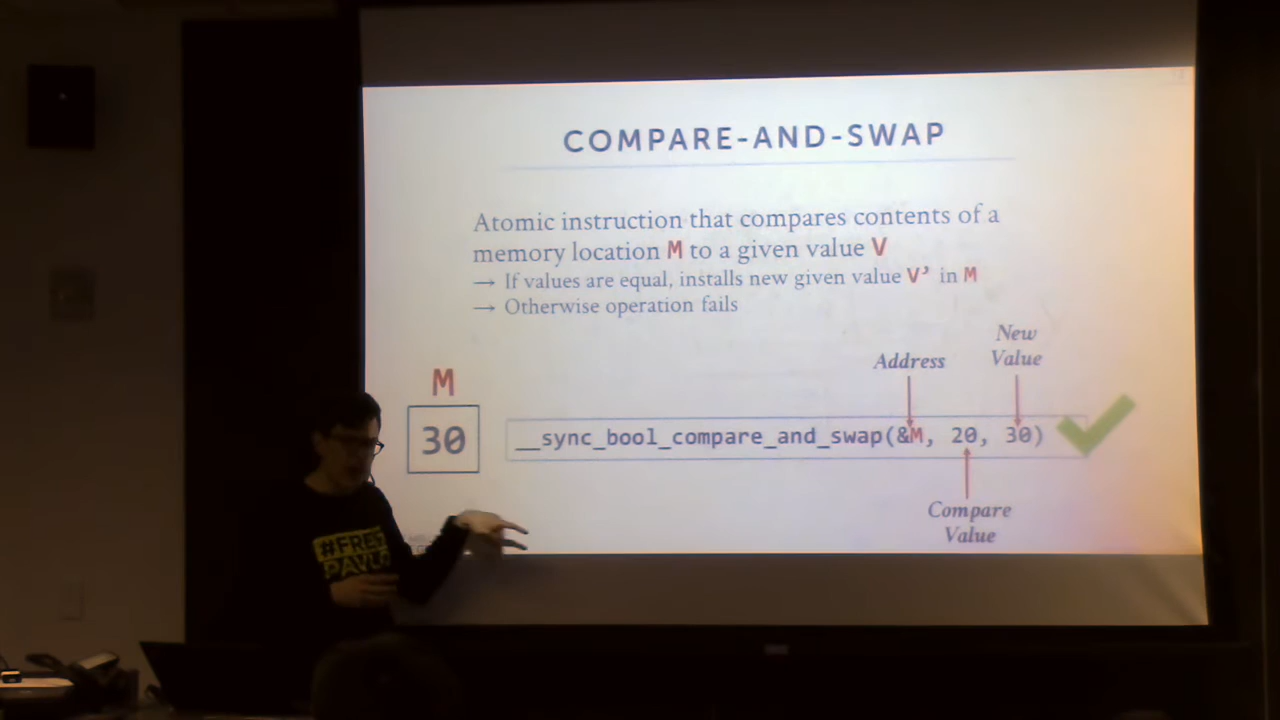 COMPARE-AND-SWAP
Atomic instruction that compares contents of a
memory location M to a given value V
→ If values are equal, installs new given value V’ in M
→ Otherwise operation fails
New
Value
Address
M
30
__sync_bool_compare_and_swap(&M, 20, 30)
Compare
Value
#FREE
PAVLO